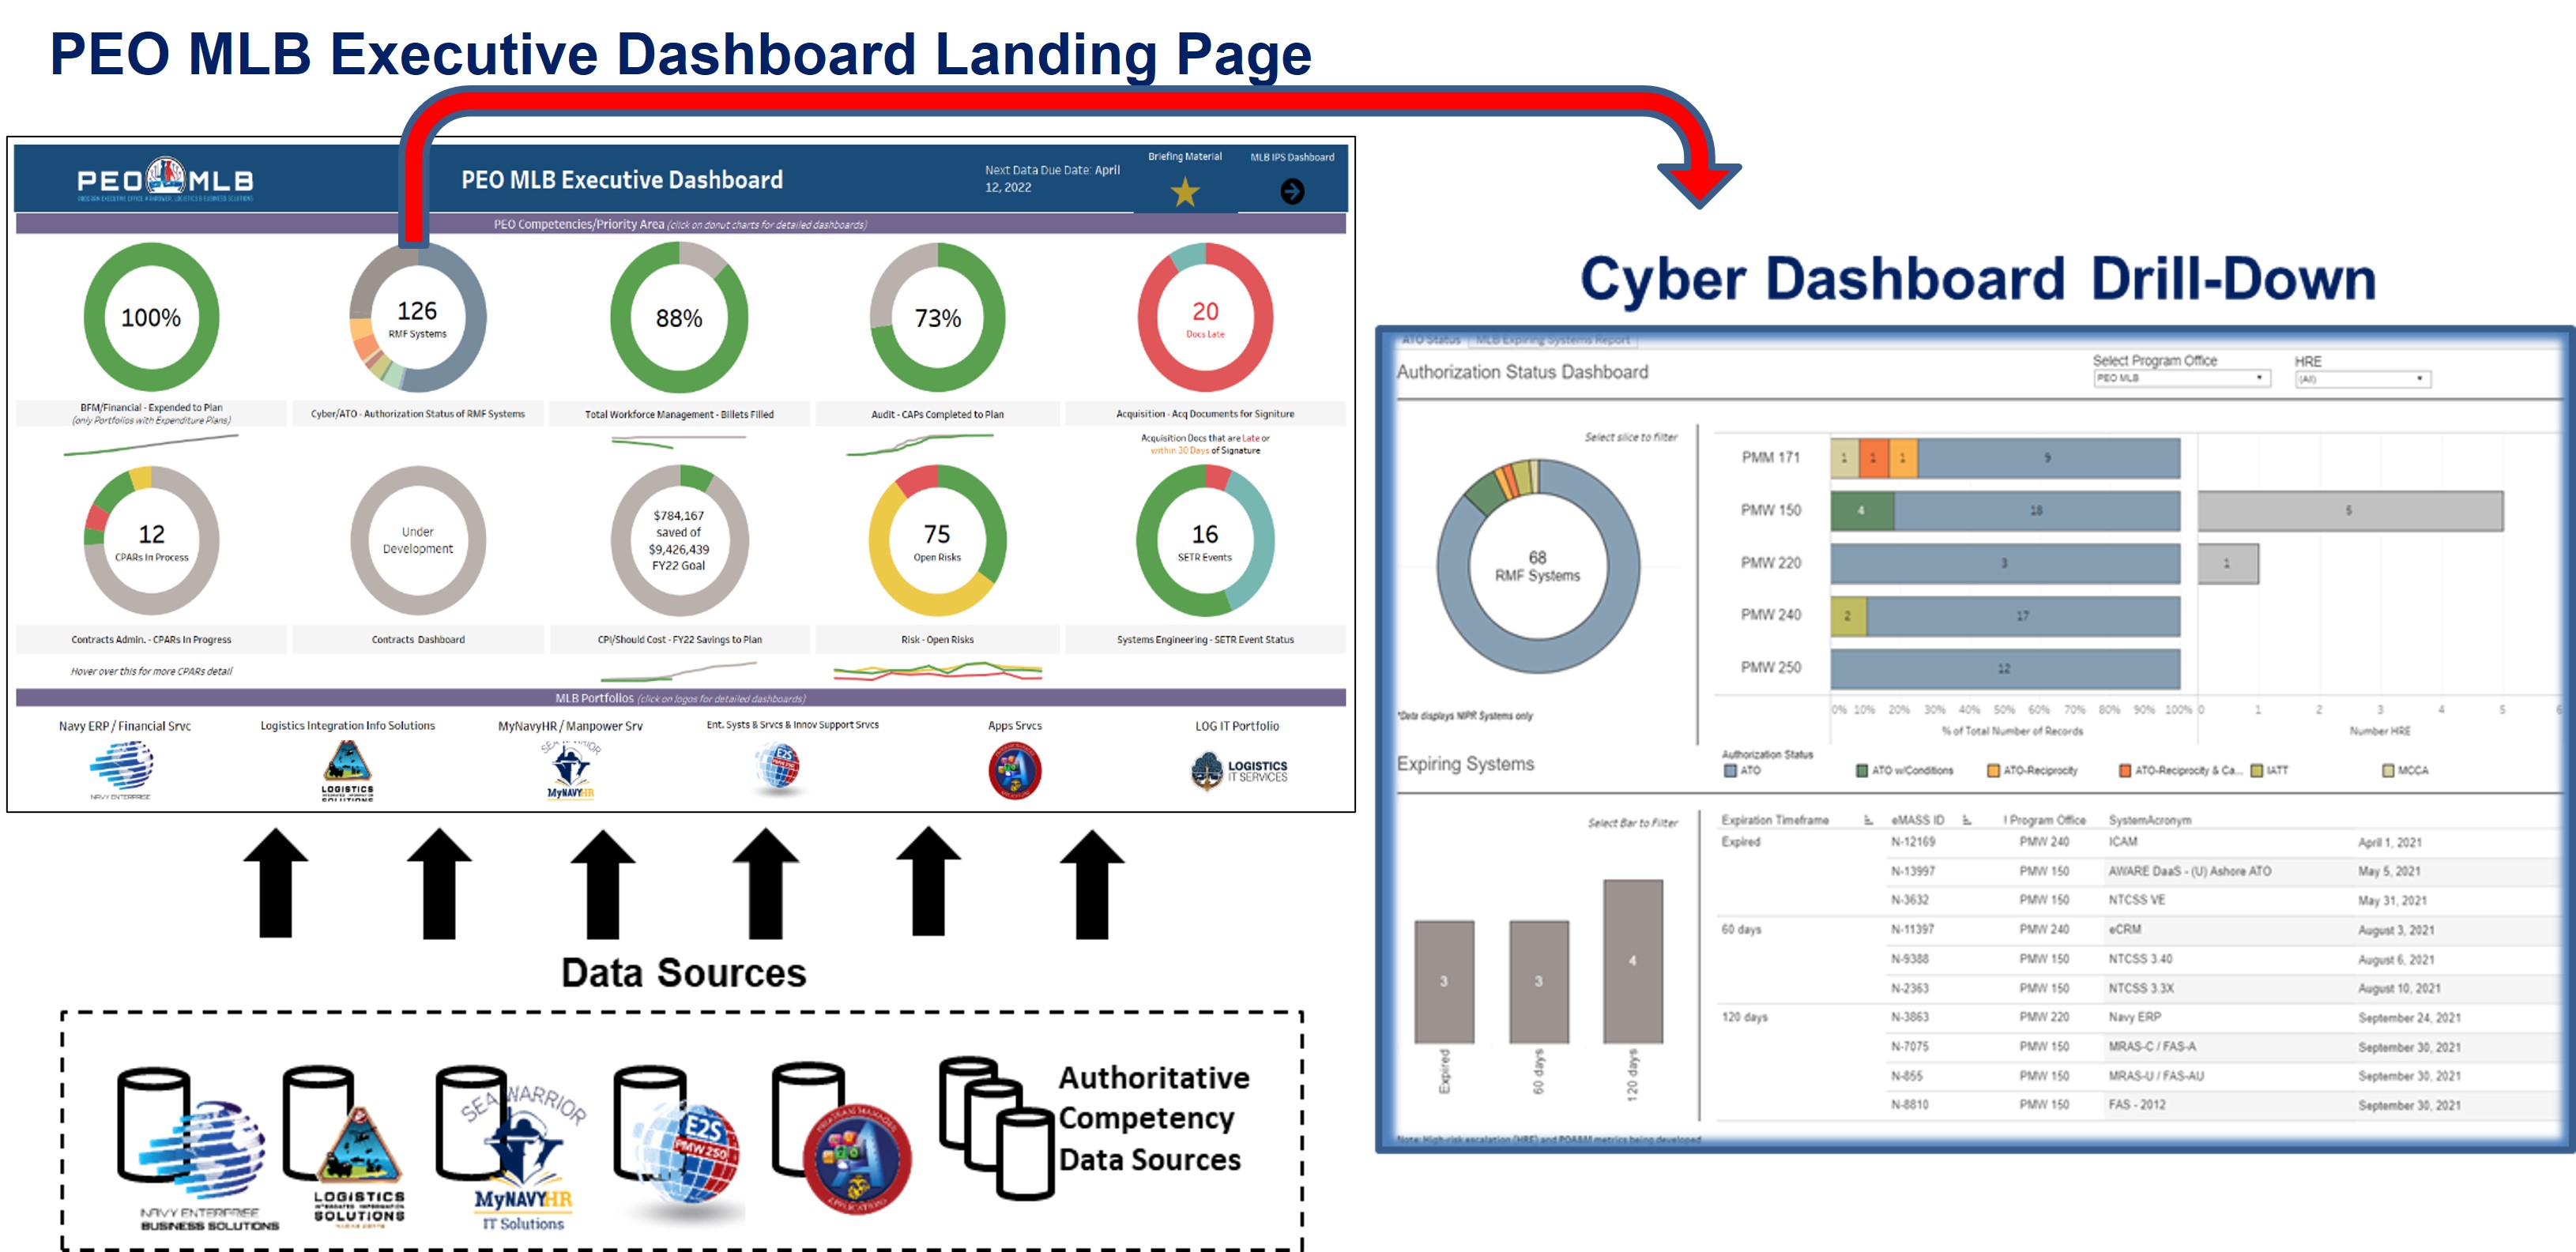 PEO MLB Executive Dashboard Landing Page
PEO MLB
PEO MLB Executive Dashboard
Next Data Due Date: April
12, 2022
Briefing Material
MLB IPS Dashboard
PEO Competencies/Priority Area (click on donut charts for detailed dashboards)
100%
126
RMF Systems
88%
73%
20
Docs Late
BFM/Financial - Expended to Plan
(only Portfolios with Expenditure Plans)
Cyber/ATO - Authorization Status of RMF Systems
Total Workforce Management - Billets Filled
Audit - CAPs Completed to Plan
Acquisition - Acq Documents for Signiture
Acquisition Docs that are Late or
within 30 Days of Signature
12
CPARs In Process
Under
Development
$784,167
saved of
$9,426,439
FY22 Goal
75
Open Risks
16
SETR Events
Contracts Admin. - CPARs In Progress
Contracts Dashboard
CPI/Should Cost - FY22 Savings to Plan
Risk - Open Risks
Systems Engineering - SETR Event Status
Hover over this for more CPARs detail
MLB Portfolios (click on logos for detailed dashboards)
Navy ERP / Financial Srvc
Logistics Integration Info Solutions
MyNavyHR / Manpower Srv
Ent. Systs & Srvcs & Innov Support Srvcs
Apps Srvcs
LOG IT Portfolio
NAVY ENTERPRISE
LOGISTICS
SEA WARRIOR
MyNAVYHR
E2S
LOGISTICS
IT SERVICES
Data Sources
NAVY ENTERPRISE
BUSINESS SOLUTIONS
LOGISTICS
INTEGRATED INFORMATION
SOLUTIONS
SEA WARRIOR
MyNAVYHR
IT Solutions
E2S
PMW 250
PROGRAM MANAGER
APPLICATIONS
Authoritative
Competency
Data Sources
Cyber Dashboard Drill-Down
ATO Status
MLB Expiring Systems Report
Authorization Status Dashboard
Select Program Office
PEO MLB
HRE
(All)
Select slice to filter
68
RMF Systems
*Data displays NIPR Systems only
PMM 171
1
1
1
9
PMW 150
4
18
5
PMW 220
3
1
PMW 240
2
17
PMW 250
12
0% 10% 20% 30% 40% 50% 60% 70% 80% 90% 100%
0 1 2 3 4 5 6
% of Total Number of Records
Number HRE
Authorization Status
ATO
ATO w/Conditions
ATO-Reciprocity
ATO-Reciprocity & Ca...
IATT
MCCA
Expiring Systems
Select Bar to Filter
3
3
4
Expired
60 days
120 days
Expiration Timeframe eMASS ID ! Program Office SystemAcronym
Expired N-12169 PMW 240 ICAM April 1, 2021
N-13997 PMW 150 AWARE DaaS - (U) Ashore ATO May 5, 2021
N-3632 PMW 150 NTCSS VE May 31, 2021
60 days N-11397 PMW 240 eCRM August 3, 2021
N-9388 PMW 150 NTCSS 3.40 August 6, 2021
N-2363 PMW 150 NTCSS 3.3X August 10, 2021
120 days N-3863 PMW 220 Navy ERP September 24, 2021
N-7075 PMW 150 MRAS-C / FAS-A September 30, 2021
N-855 PMW 150 MRAS-U / FAS-AU September 30, 2021
N-8810 PMW 150 FAS - 2012 September 30, 2021
Note: High-risk escalation (HRE) and POA&M metrics being developed